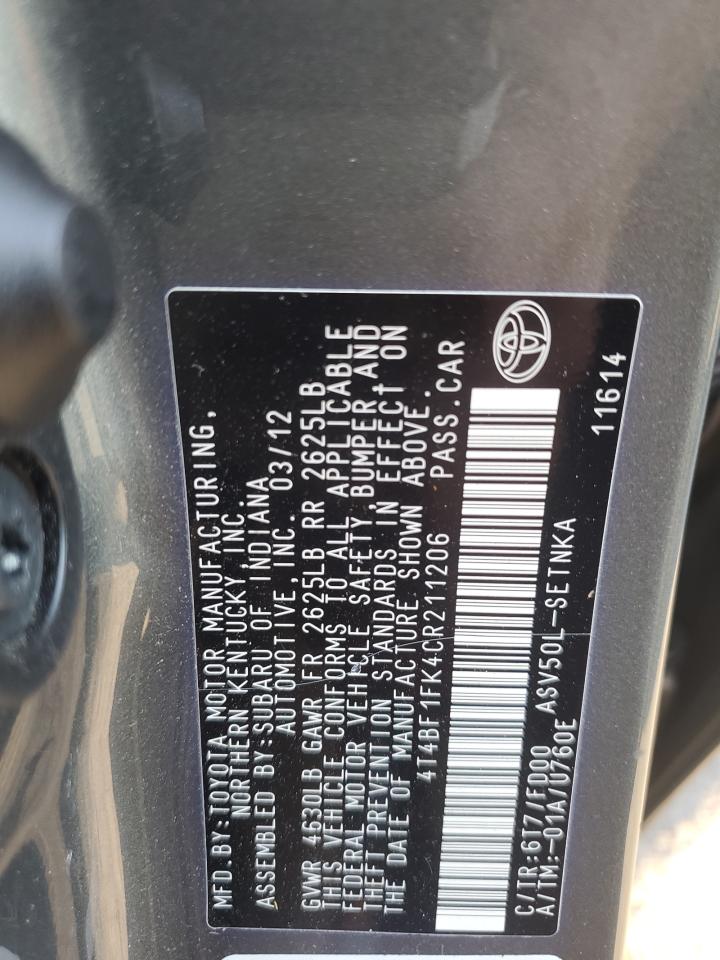 MFD.BY:TOYOTA MOTOR MANUFACTURING,
NORTHERN KENTUCKY,INC
ASSEMBLED BY:SUBARU OF INDIANA
AUTOMOTIVE,INC. 03/12
GVWR 4630LB GAWR FR 2625LB RR 2625LB
THIS VEHICLE CONFORMS TO ALL APPLICABLE
FEDERAL MOTOR VEHICLE SAFETY,BUMPER,AND
THEFT PREVENTION STANDARDS IN EFFECT ON
THE DATE OF MANUFACTURE SHOWN ABOVE.
4T4BF1FK4CR211206 PASS.CAR
C/TR:6T7/FD00 ASV50L-SETNKA
A/TM:-01A/U760E 11614